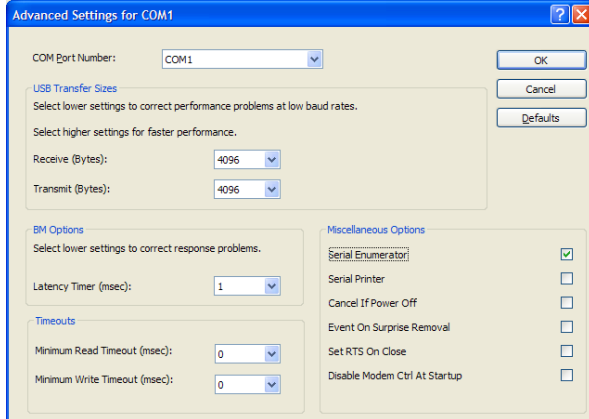 Advanced Settings for COM1
COM Port Number:
COM1
OK
Cancel
Defaults
USB Transfer Sizes
Select lower settings to correct performance problems at low baud rates.
Select higher settings for faster performance.
Receive (Bytes):
4096
Transmit (Bytes):
4096
BM Options
Select lower settings to correct response problems.
Latency Timer (msec):
1
Timeouts
Minimum Read Timeout (msec):
0
Minimum Write Timeout (msec):
0
Miscellaneous Options
Serial Enumerator
Serial Printer
Cancel If Power Off
Event On Surprise Removal
Set RTS On Close
Disable Modem Ctrl At Startup